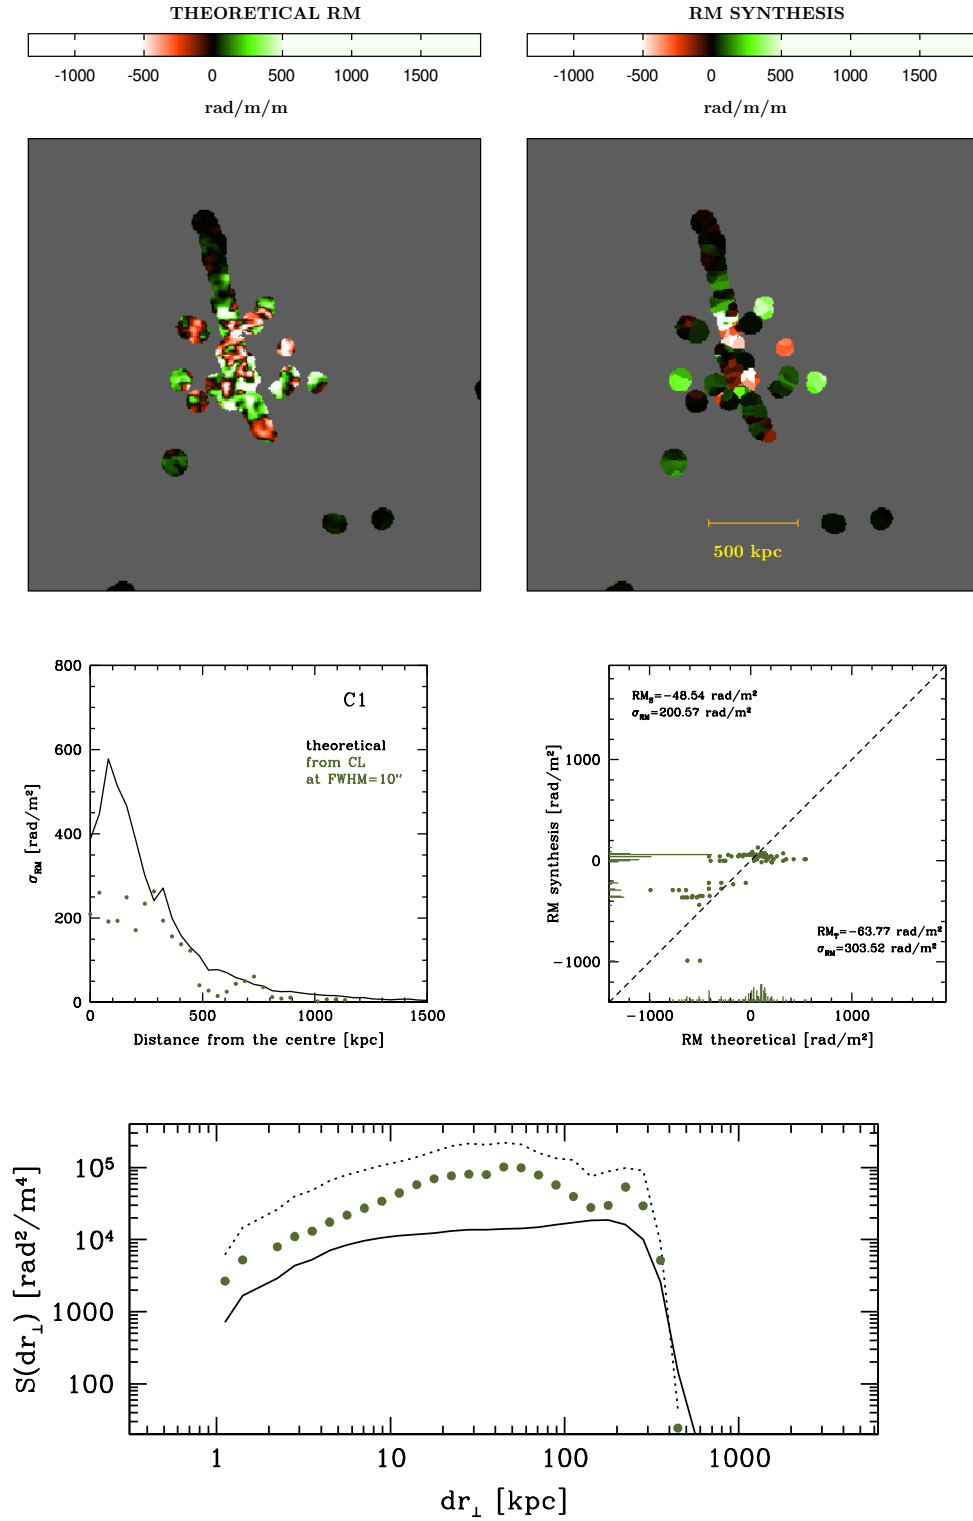 THEORETICAL RM
RM SYNTHESIS
-1000 -500 0 500 1000 1500
-1000 -500 0 500 1000 1500
rad/m/m
rad/m/m
500 kpc
800
600
400
200
0
σRM [rad/m²]
C1
theoretical
from CL
at FWHM=10"
0 500 1000 1500
Distance from the centre [kpc]
RMS=−48.54 rad/m²
σRM=200.57 rad/m²
1000
0
−1000
RM synthesis [rad/m²]
RMT=−63.77 rad/m²
σRM=303.52 rad/m²
−1000 0 1000
RM theoretical [rad/m²]
10⁵
10⁴
1000
100
S(dr⊥) [rad²/m⁴]
1 10 100 1000
dr⊥ [kpc]